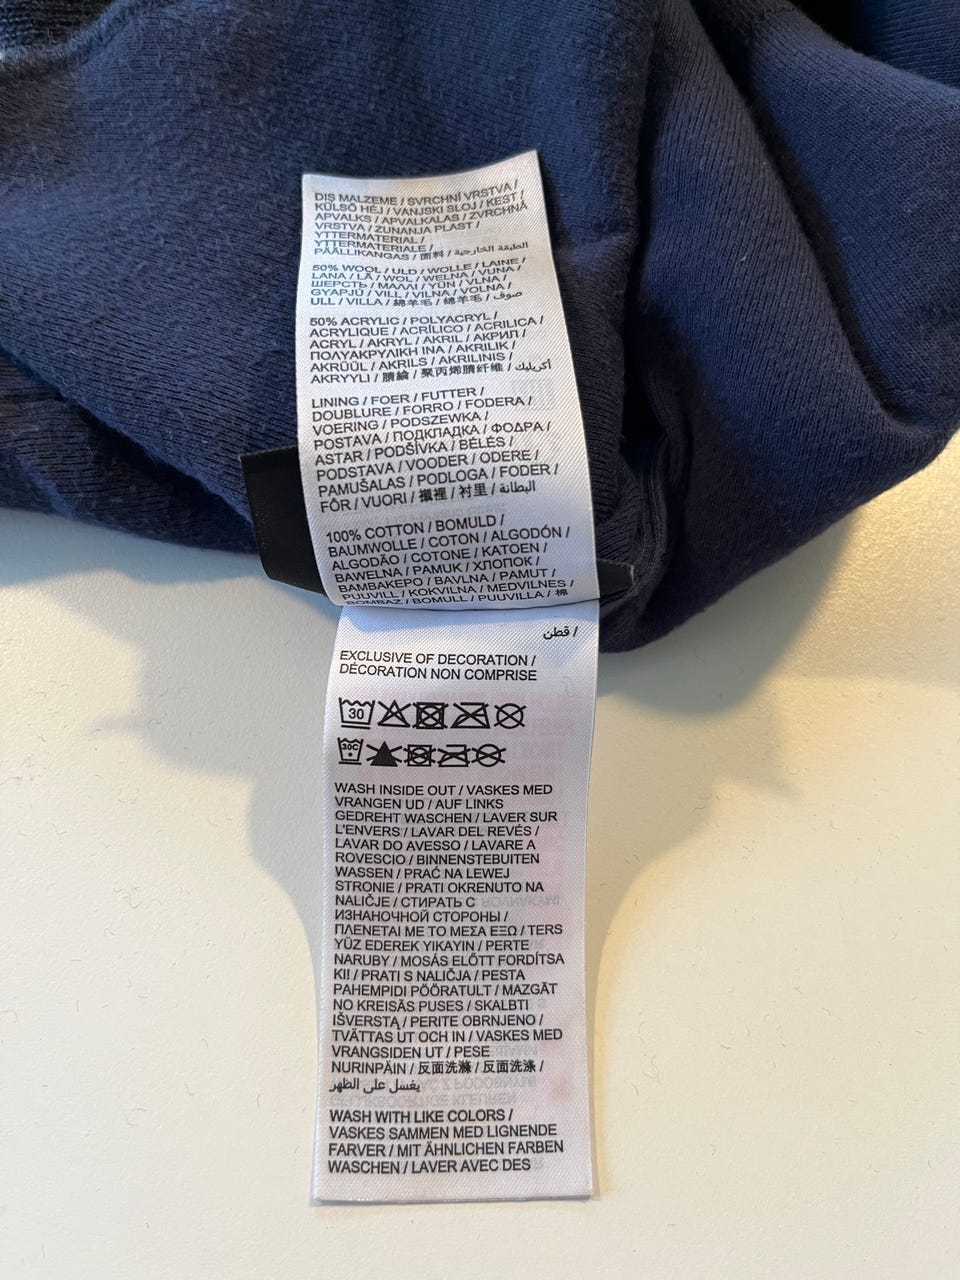 DIŞ MALZEME / SVRCHNÍ VRSTVA /
KÜLSŐ HÉJ / VANJSKI SLOJ / KEST /
APVALKS / APVALKALAS / ZVRCHNÁ
VRSTVA / ZUNANJA PLAST /
YTTERMATERIAL /
YTTERMATERIALE /
PÄÄLLIKANGAS / 面料 / الطبقة الخارجية /
50% WOOL / ULD / WOLLE / LAINE /
LANA / LÃ / WOL / WEŁNA / VUNA /
ШЕРСТЬ / ΜΑΛΛΙ / YÜN / VLNA /
GYAPJÚ / VILL / VILNA / VOLNA /
ULL / VILLA / 綿羊毛 / 绵羊毛 / صوف /
50% ACRYLIC / POLYACRYL /
ACRYLIQUE / ACRÍLICO / ACRILICA /
ACRYL / AKRYL / AKRIL / АКРИЛ /
ΠΟΛΥΑΚΡΥΛΙΚΗ ΙΝΑ / AKRILIK /
AKRÜÜL / AKRILS / AKRILINIS /
AKRYYLI / 腈綸 / 聚丙烯腈纤维 / أكريليك /
LINING / FOER / FUTTER /
DOUBLURE / FORRO / FODERA /
VOERING / PODSZEWKA /
POSTAVA / ПОДКЛАДКА / ΦΟΔΡΑ /
ASTAR / PODŠÍVKA / BÉLÉS /
PODSTAVA / VOODER / ODERE /
PAMUŠALAS / PODLOGA / FODER /
FÔR / VUORI / 襯裡 / 衬里 / البطانة /
100% COTTON / BOMULD /
BAUMWOLLE / COTON / ALGODÓN /
ALGODÃO / COTONE / KATOEN /
BAWEŁNA / PAMUK / ХЛОПОК /
ΒΑΜΒΑΚΕΡΟ / BAVLNA / PAMUT /
PUUVILL / KOKVILNA / MEDVILNES /
BOMBAŽ / BOMULL / PUUVILLA / 棉
/ قطن
EXCLUSIVE OF DECORATION /
DÉCORATION NON COMPRISE
30
30C
WASH INSIDE OUT / VASKES MED
VRANGEN UD / AUF LINKS
GEDREHT WASCHEN / LAVER SUR
L'ENVERS / LAVAR DEL REVÉS /
LAVAR DO AVESSO / LAVARE A
ROVESCIO / BINNENSTEBUITEN
WASSEN / PRAĆ NA LEWEJ
STRONIE / PRATI OKRENUTO NA
NALIČJE / СТИРАТЬ С
ИЗНАНОЧНОЙ СТОРОНЫ /
ΠΛΕΝΕΤΑΙ ΜΕ ΤΟ ΜΕΣΑ ΕΞΩ / TERS
YÜZ EDEREK YIKAYIN / PERTE
NARUBY / MOSÁS ELŐTT FORDÍTSA
KI! / PRATI S NALIČJA / PESTA
PAHEMPIDI PÖÖRATULT / MAZGĀT
NO KREISĀS PUSES / SKALBTI
IŠVERSTĄ / PERITE OBRNJENO /
TVÄTTAS UT OCH IN / VASKES MED
VRANGSIDEN UT / PESE
NURINPÄIN / 反面洗滌 / 反面洗涤 /
يغسل على الظهر
WASH WITH LIKE COLORS /
VASKES SAMMEN MED LIGNENDE
FARVER / MIT ÄHNLICHEN FARBEN
WASCHEN / LAVER AVEC DES